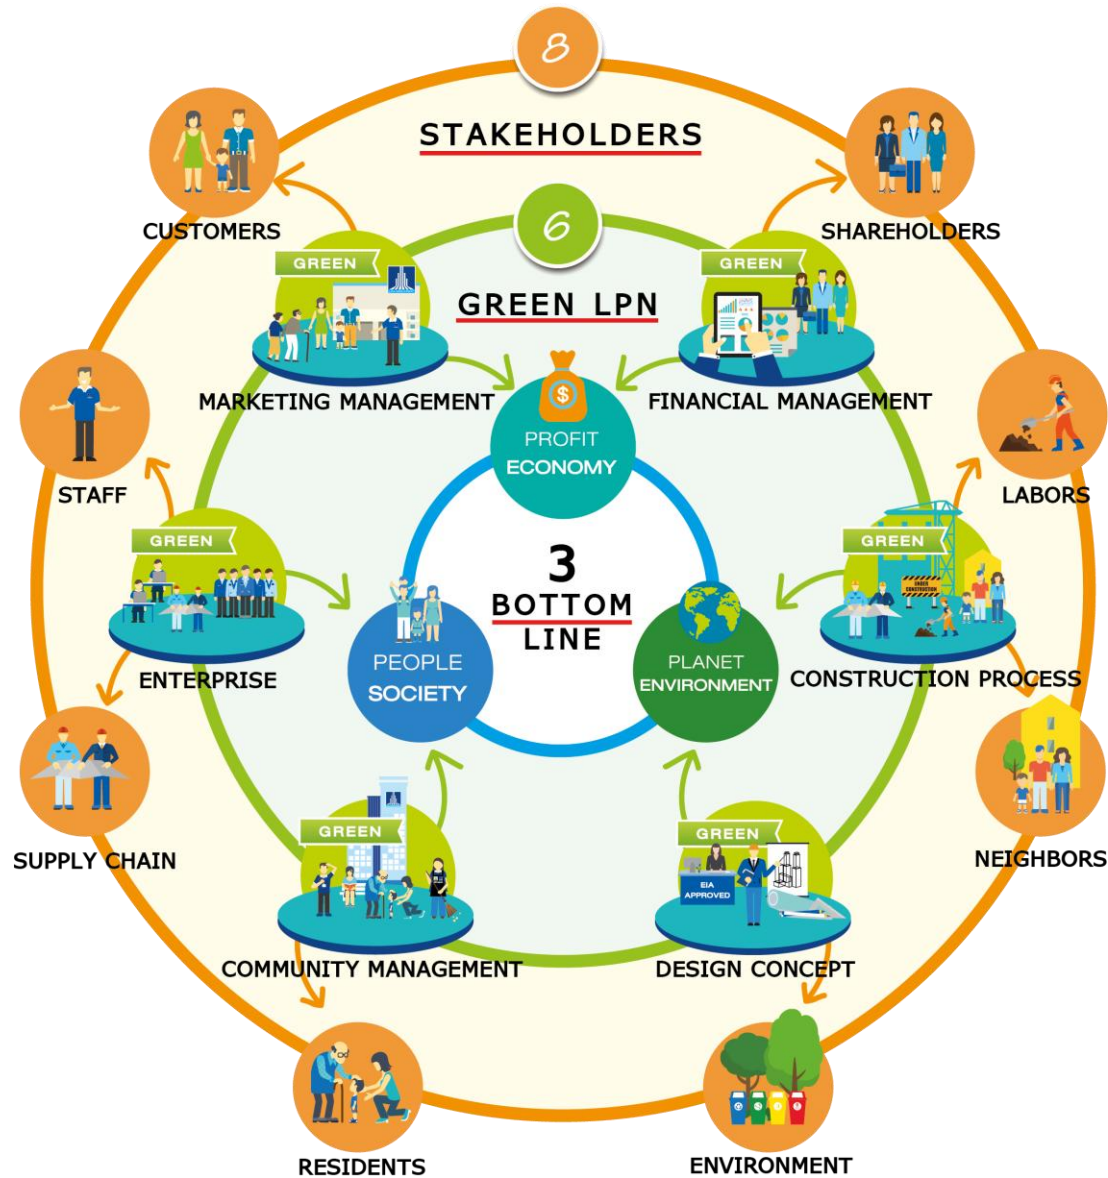 8
STAKEHOLDERS
CUSTOMERS
SHAREHOLDERS
6
GREEN LPN
GREEN
MARKETING MANAGEMENT
GREEN
FINANCIAL MANAGEMENT
$
PROFIT
ECONOMY
STAFF
LABORS
GREEN
ENTERPRISE
GREEN
UNDER
CONSTRUCTION
CONSTRUCTION PROCESS
3
BOTTOM
LINE
PEOPLE
SOCIETY
PLANET
ENVIRONMENT
SUPPLY CHAIN
NEIGHBORS
GREEN
COMMUNITY MANAGEMENT
GREEN
EIA
APPROVED
DESIGN CONCEPT
RESIDENTS
ENVIRONMENT